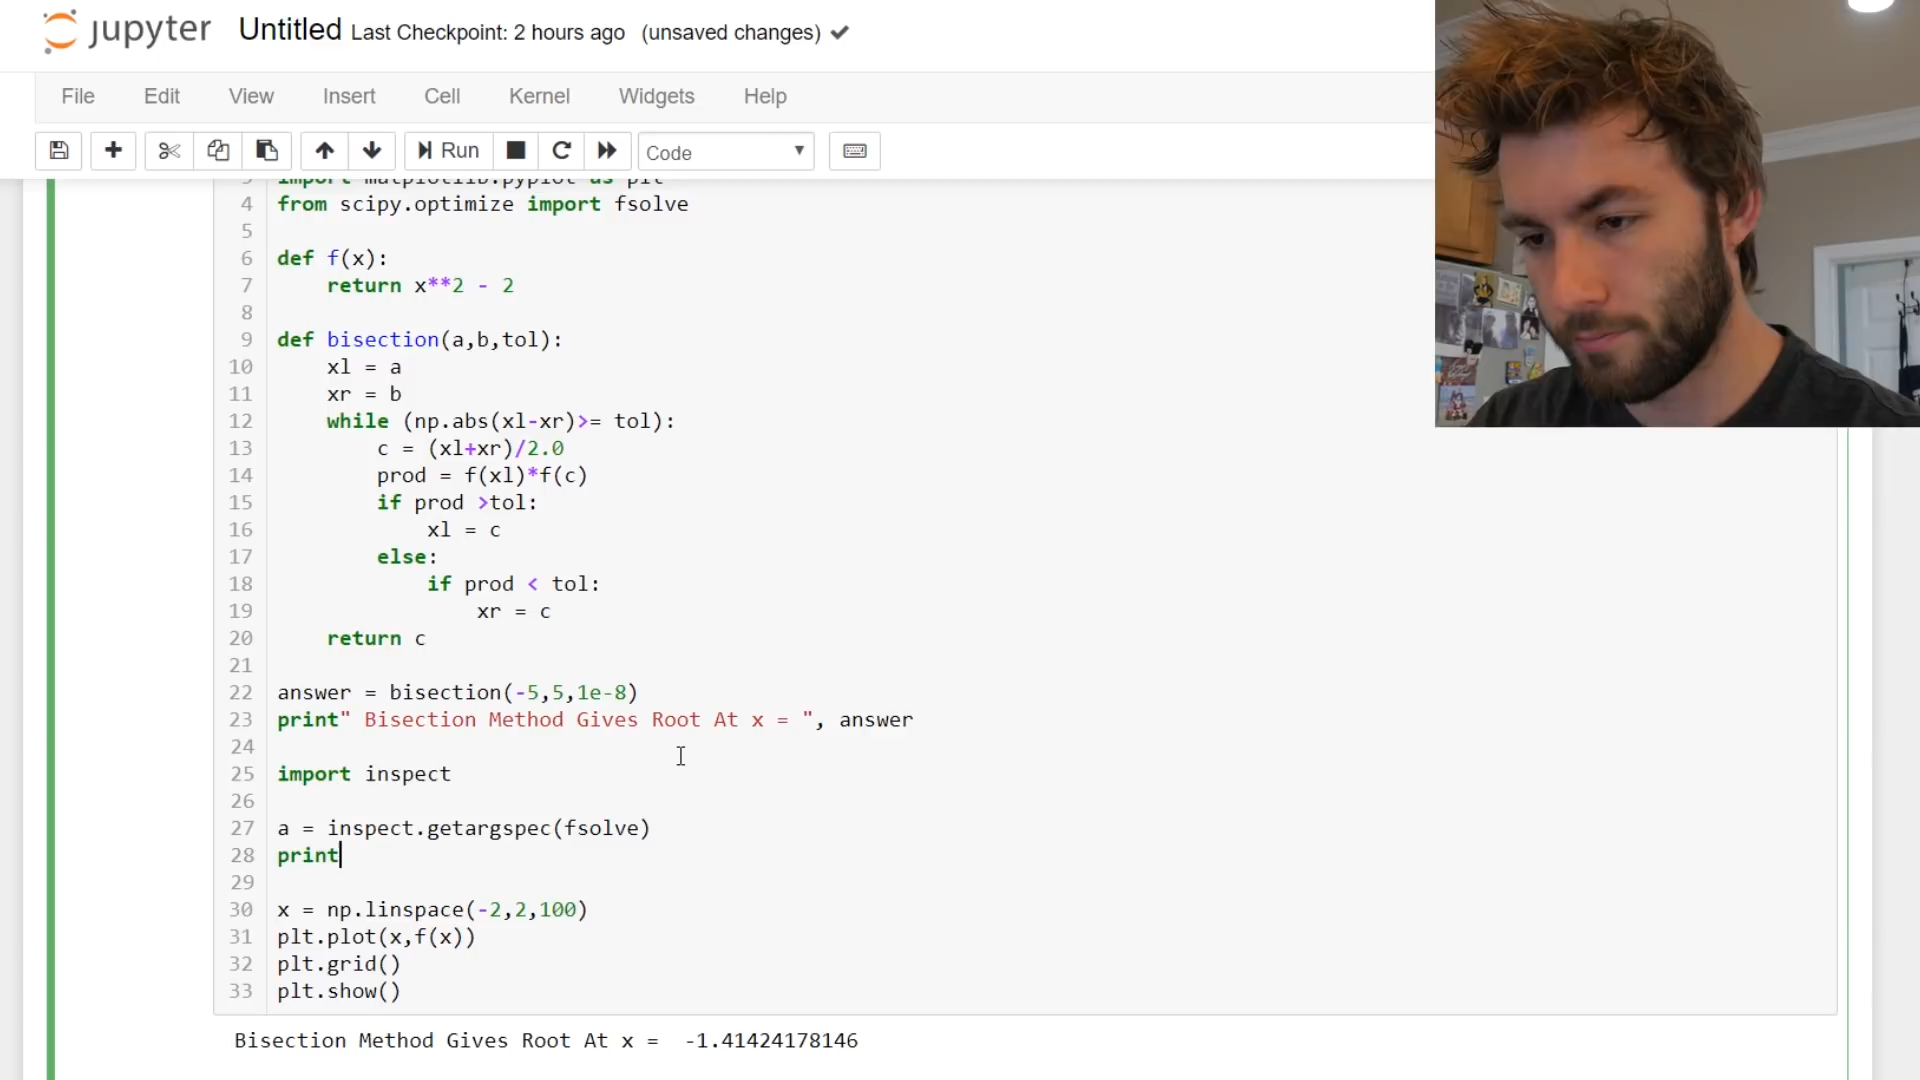 jupyter Untitled Last Checkpoint: 2 hours ago (unsaved changes)
File Edit View Insert Cell Kernel Widgets Help
Run Code
3 import matplotlib.pyplot as plt
4 from scipy.optimize import fsolve
5
6 def f(x):
7 return x**2 - 2
8
9 def bisection(a,b,tol):
10 xl = a
11 xr = b
12 while (np.abs(xl-xr)>= tol):
13 c = (xl+xr)/2.0
14 prod = f(xl)*f(c)
15 if prod >tol:
16 xl = c
17 else:
18 if prod < tol:
19 xr = c
20 return c
21
22 answer = bisection(-5,5,1e-8)
23 print" Bisection Method Gives Root At x = ", answer
24
25 import inspect
26
27 a = inspect.getargspec(fsolve)
28 print
29
30 x = np.linspace(-2,2,100)
31 plt.plot(x,f(x))
32 plt.grid()
33 plt.show()
Bisection Method Gives Root At x =  -1.41424178146